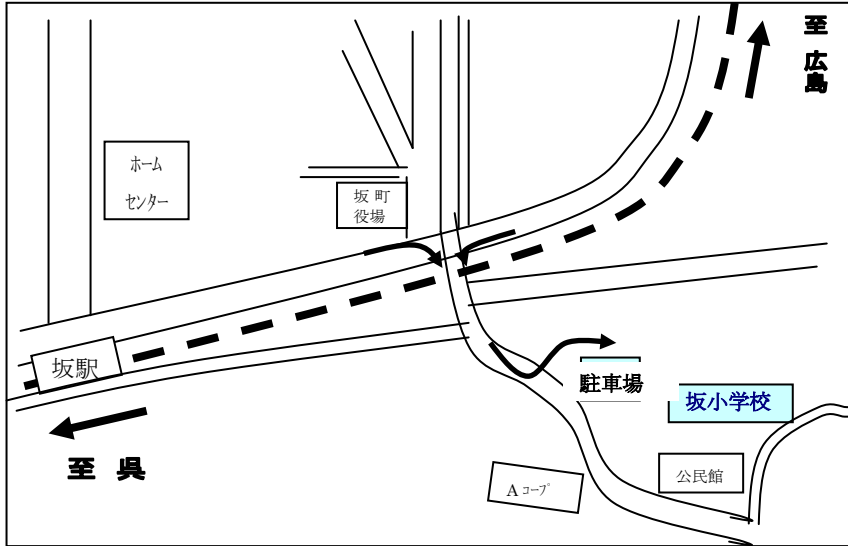 至 広島
ホーム
センター
坂 町
役場
坂駅
駐車場
坂小学校
至 呉
公民館
Aコープ